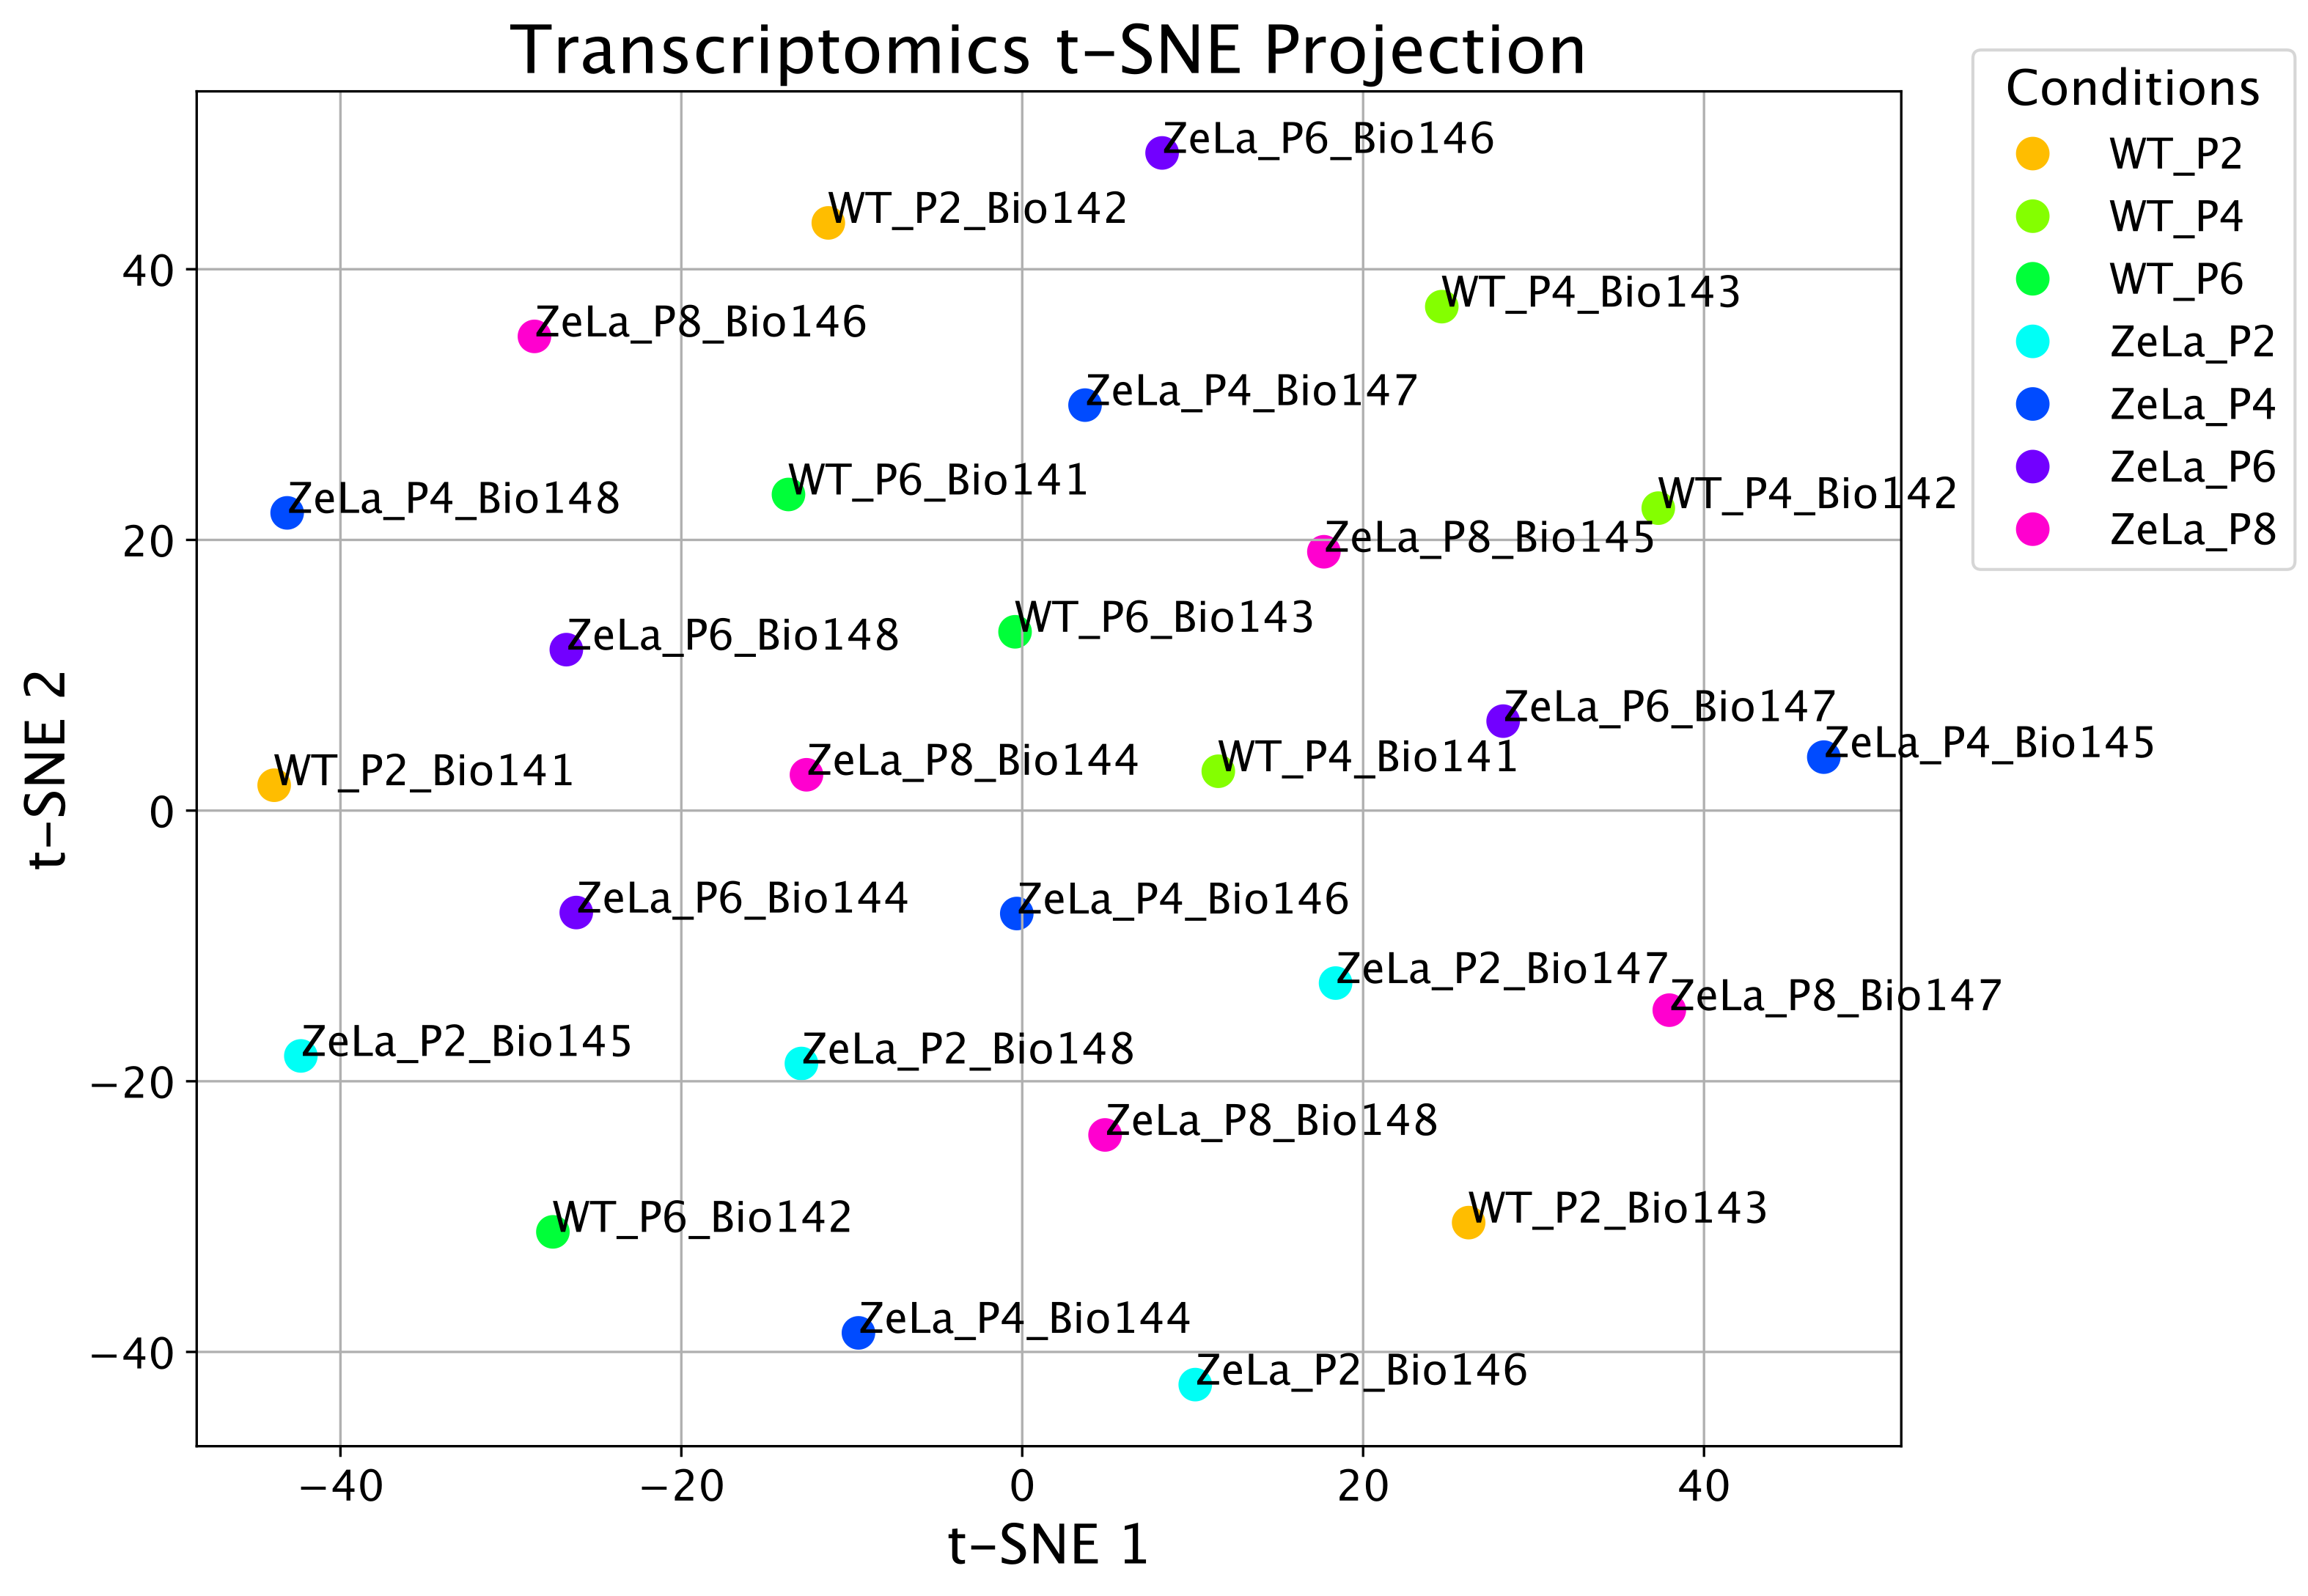 Transcriptomics t-SNE Projection
Conditions
WT_P2
WT_P4
WT_P6
ZeLa_P2
ZeLa_P4
ZeLa_P6
ZeLa_P8
ZeLa_P6_Bio146
WT_P2_Bio142
WT_P4_Bio143
ZeLa_P8_Bio146
ZeLa_P4_Bio147
WT_P6_Bio141
ZeLa_P4_Bio148
WT_P4_Bio142
ZeLa_P8_Bio145
WT_P6_Bio143
ZeLa_P6_Bio148
ZeLa_P6_Bio147
ZeLa_P4_Bio145
WT_P4_Bio141
ZeLa_P8_Bio144
WT_P2_Bio141
ZeLa_P6_Bio144
ZeLa_P4_Bio146
ZeLa_P2_Bio147
ZeLa_P8_Bio147
ZeLa_P2_Bio145
ZeLa_P2_Bio148
ZeLa_P8_Bio148
WT_P6_Bio142
WT_P2_Bio143
ZeLa_P4_Bio144
ZeLa_P2_Bio146
40
20
0
−20
−40
t-SNE 2
−40
−20
0
20
40
t-SNE 1